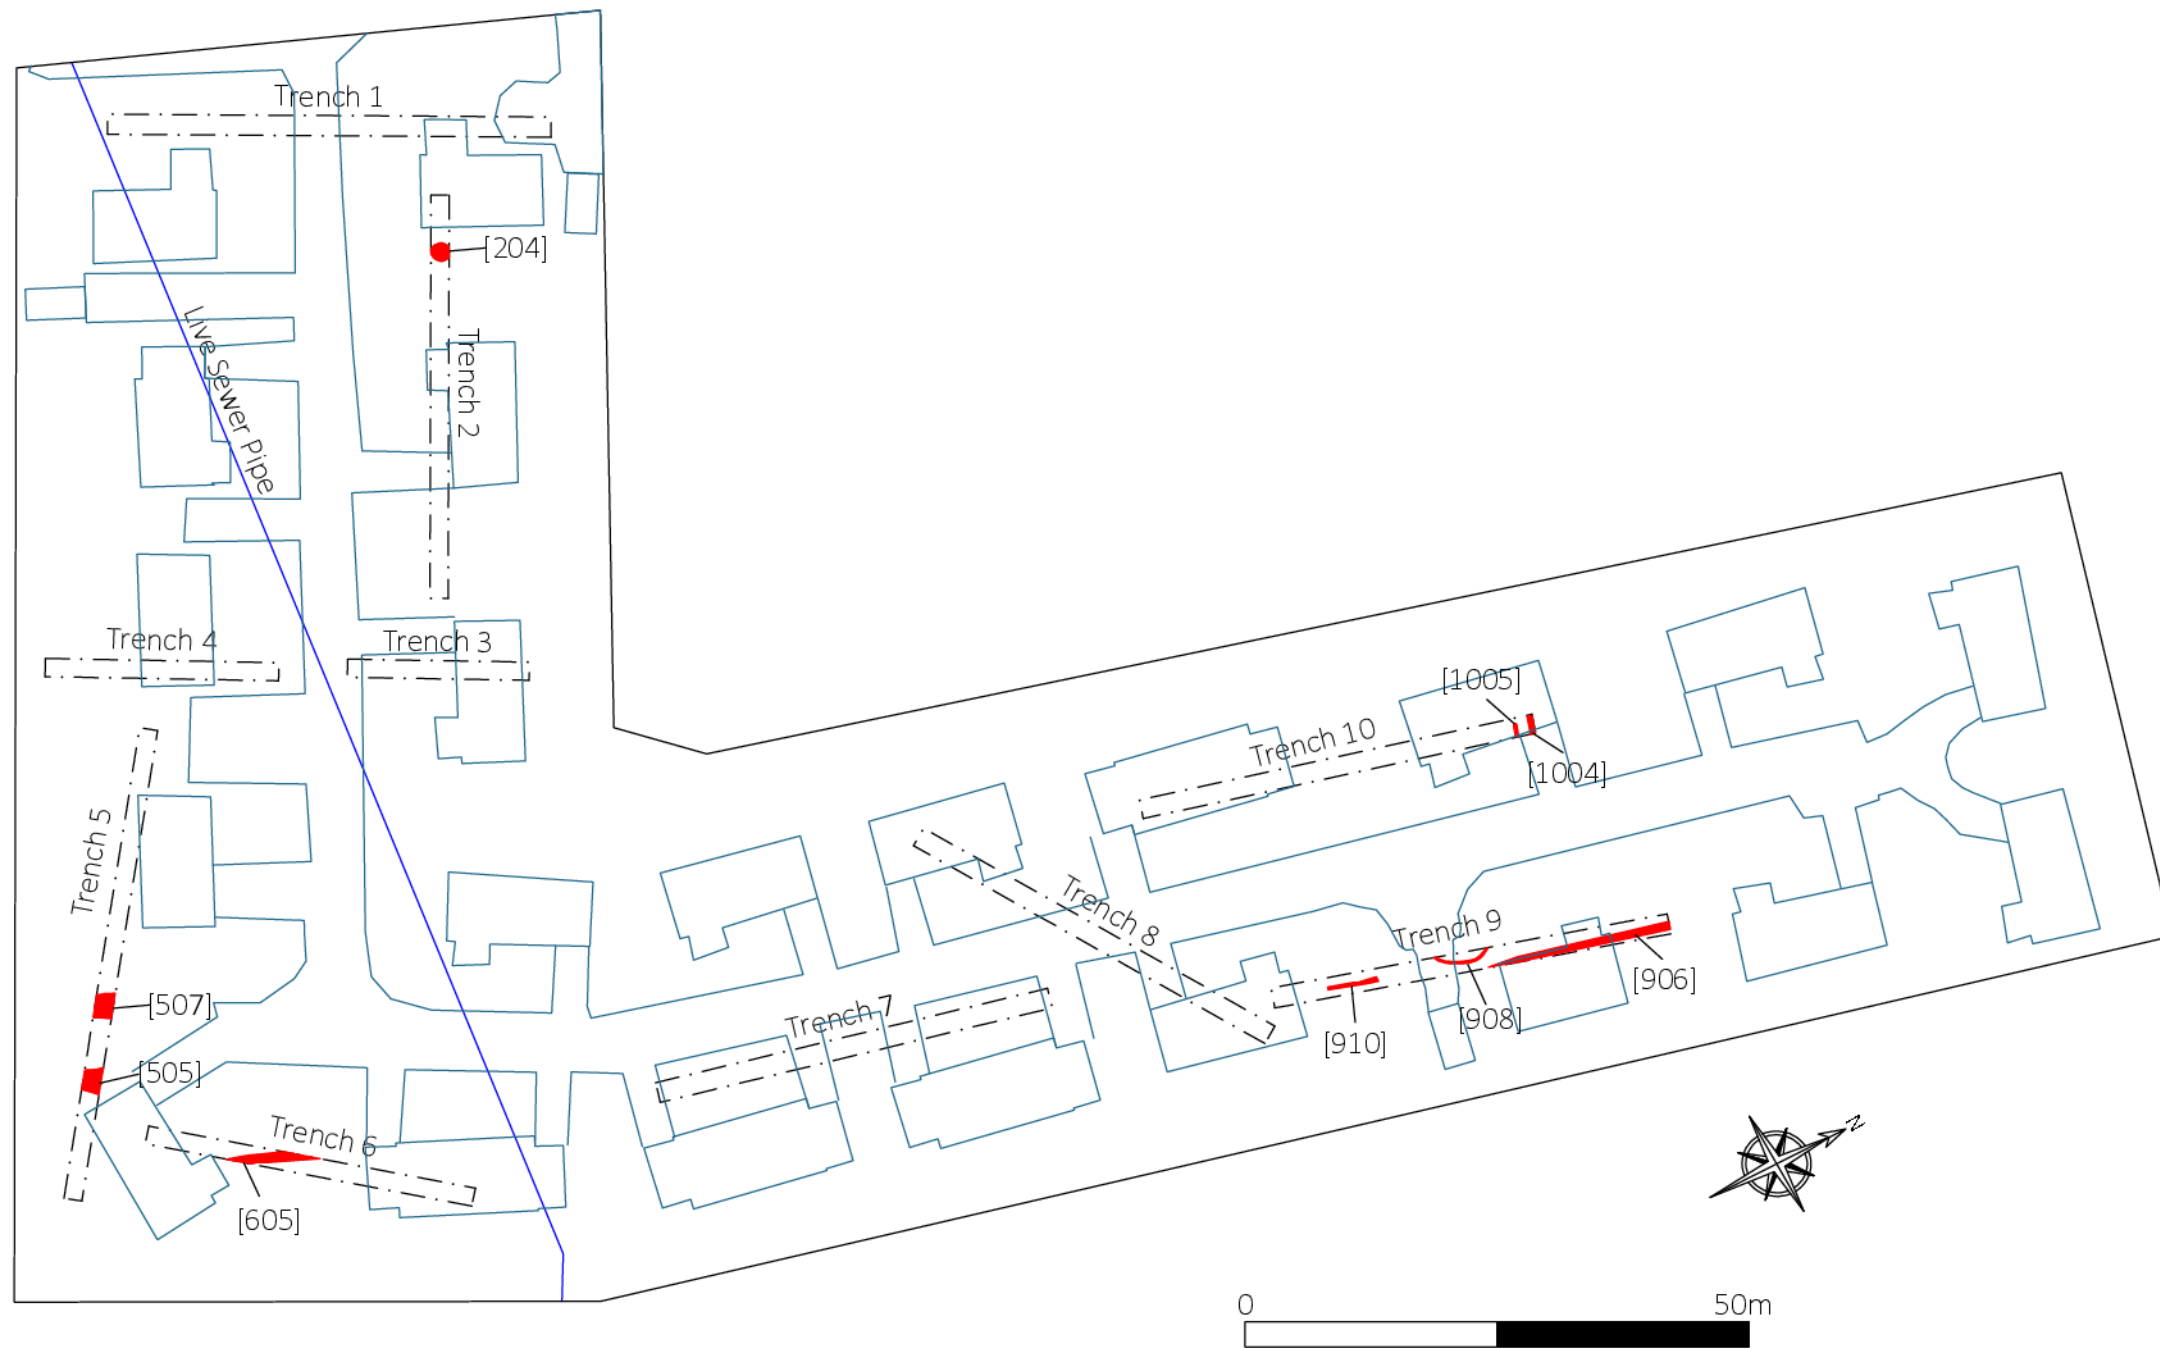 Trench 1
[204]
Live Sewer Pipe
Trench 2
Trench 4
Trench 3
[1005]
Trench 10
[1004]
Trench 5
Trench 8
Trench 9
[906]
[507]
Trench 7
[908]
[910]
[505]
Trench 6
[605]
N
0
50m